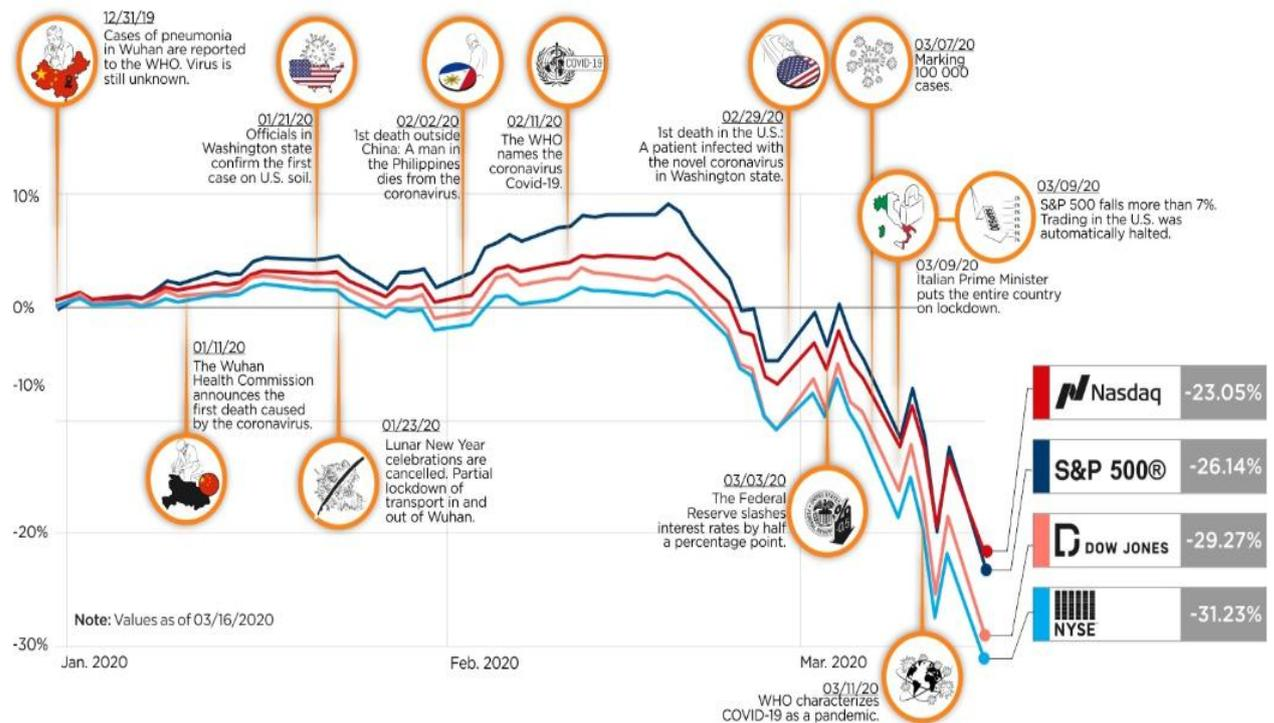 12/31/19
Cases of pneumonia
in Wuhan are reported
to the WHO. Virus is
still unknown.
01/21/20
Officials in
Washington state
confirm the first
case on U.S. soil.
02/02/20
1st death outside
China: A man in
the Philippines
dies from the
coronavirus.
COVID-19
02/11/20
The WHO
names the
coronavirus
Covid-19.
02/29/20
1st death in the U.S.:
A patient infected with
the novel coronavirus
in Washington state.
03/07/20
Marking
100 000
cases.
03/09/20
S&P 500 falls more than 7%.
Trading in the U.S. was
automatically halted.
03/09/20
Italian Prime Minister
puts the entire country
on lockdown.
10%
0%
-10%
-20%
-30%
01/11/20
The Wuhan
Health Commission
announces the
first death caused
by the coronavirus.
01/23/20
Lunar New Year
celebrations are
cancelled. Partial
lockdown of
transport in and
out of Wuhan.
03/03/20
The Federal
Reserve slashes
interest rates by half
a percentage point.
Nasdaq -23.05%
S&P 500® -26.14%
DOW JONES -29.27%
NYSE -31.23%
Note: Values as of 03/16/2020
Jan. 2020
Feb. 2020
Mar. 2020
03/11/20
WHO characterizes
COVID-19 as a pandemic.